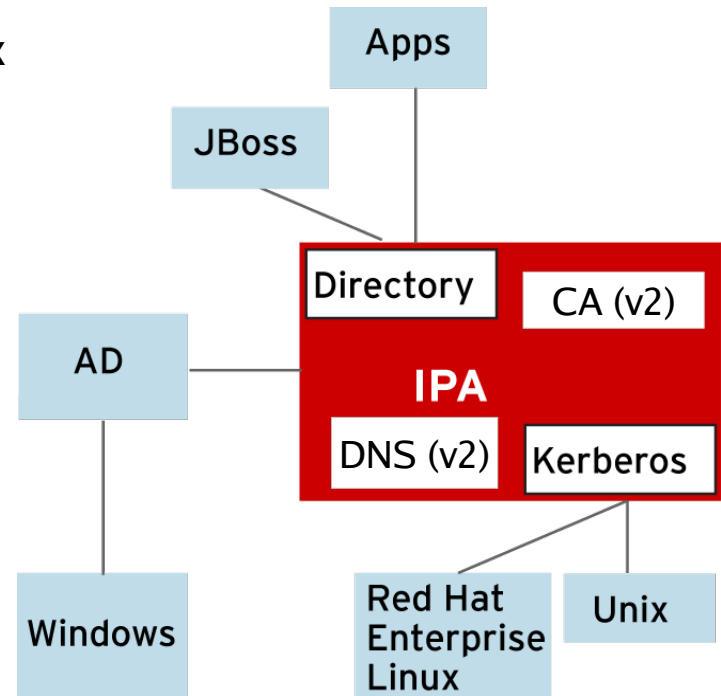 x
Apps
JBoss
Directory
CA (v2)
AD
IPA
DNS (v2)
Kerberos
Windows
Red Hat
Enterprise
Linux
Unix